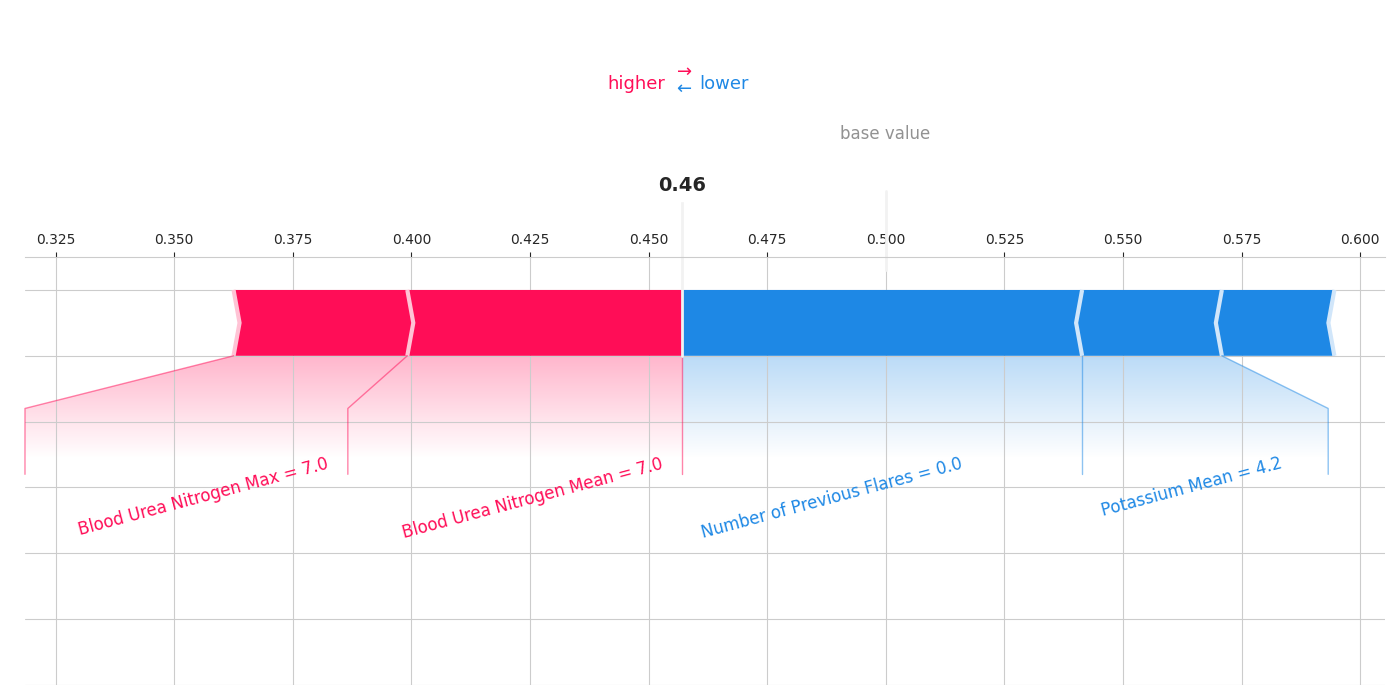 higher → ← lower
base value
0.46
0.325 0.350 0.375 0.400 0.425 0.450 0.475 0.500 0.525 0.550 0.575 0.600
Blood Urea Nitrogen Max = 7.0
Blood Urea Nitrogen Mean = 7.0
Number of Previous Flares = 0.0
Potassium Mean = 4.2